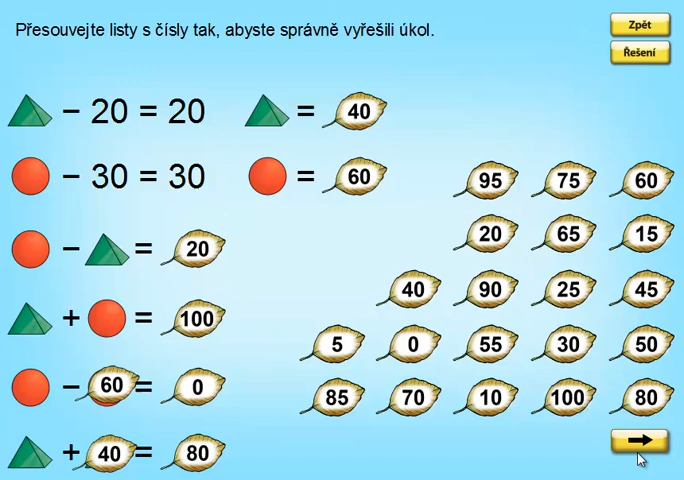 Přesouvejte listy s čísly tak, abyste správně vyřešili úkol.
Zpět
Řešení
− 20 = 20 = 40
− 30 = 30 = 60
95 75 60
− = 20
20 65 15
40 90 25 45
+ = 100
5 0 55 30 50
− 60 = 0
85 70 10 100 80
+ 40 = 80